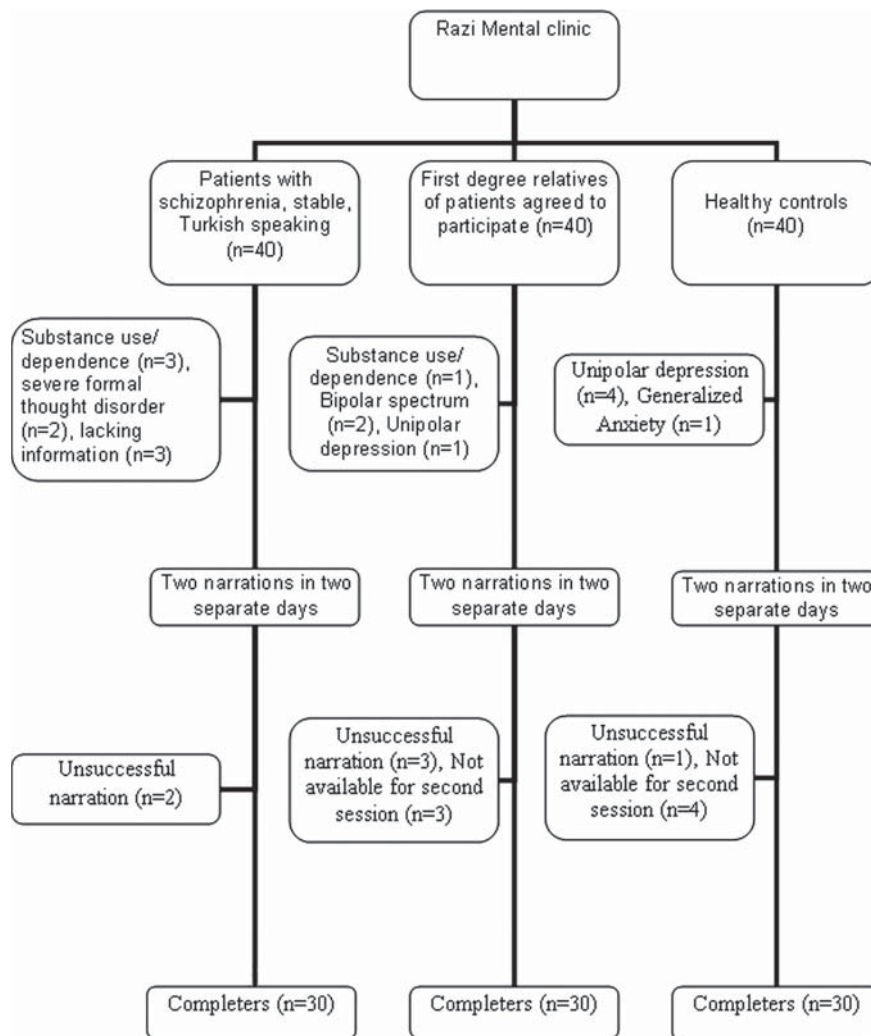 Razi Mental clinic
Patients with
schizophrenia, stable,
Turkish speaking
(n=40)
First degree relatives
of patients agreed to
participate (n=40)
Healthy controls
(n=40)
Substance use/
dependence (n=3),
severe formal
thought disorder
(n=2), lacking
information (n=3)
Substance use/
dependence (n=1),
Bipolar spectrum
(n=2), Unipolar
depression (n=1)
Unipolar depression
(n=4), Generalized
Anxiety (n=1)
Two narrations in two
separate days
Two narrations in two
separate days
Two narrations in two
separate days
Unsuccessful
narration (n=2)
Unsuccessful
narration (n=3), Not
available for second
session (n=3)
Unsuccessful
narration (n=1), Not
available for second
session (n=4)
Completers (n=30)
Completers (n=30)
Completers (n=30)